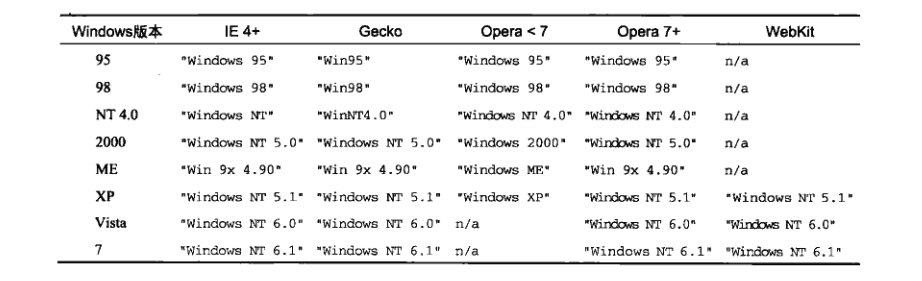 Windows版本 IE 4+ Gecko Opera < 7 Opera 7+ WebKit
95 "Windows 95" "Win95" "Windows 95" "Windows 95" n/a
98 "Windows 98" "Win98" "Windows 98" "Windows 98" n/a
NT 4.0 "Windows NT" "WinNT4.0" "Windows NT 4.0" "Windows NT 4.0" n/a
2000 "Windows NT 5.0" "Windows NT 5.0" "Windows 2000" "Windows NT 5.0" n/a
ME "Win 9x 4.90" "Win 9x 4.90" "Windows ME" "Win 9x 4.90" n/a
XP "Windows NT 5.1" "Windows NT 5.1" "Windows XP" "Windows NT 5.1" "Windows NT 5.1"
Vista "Windows NT 6.0" "Windows NT 6.0" n/a "Windows NT 6.0" "Windows NT 6.0"
7 "Windows NT 6.1" "Windows NT 6.1" n/a "Windows NT 6.1" "Windows NT 6.1"